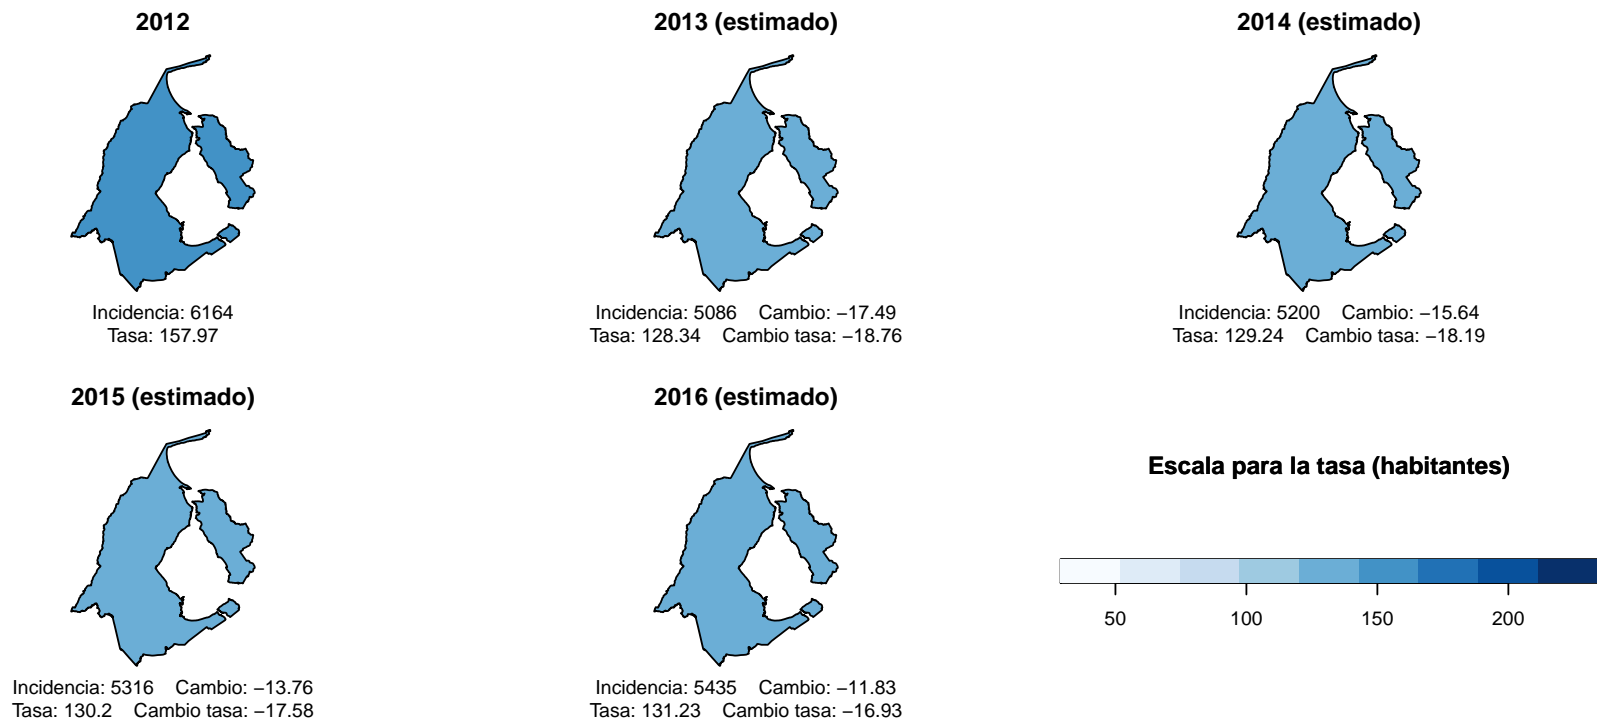 2012
Incidencia: 6164
Tasa: 157.97
2013 (estimado)
Incidencia: 5086 Cambio: −17.49
Tasa: 128.34 Cambio tasa: −18.76
2014 (estimado)
Incidencia: 5200 Cambio: −15.64
Tasa: 129.24 Cambio tasa: −18.19
2015 (estimado)
Incidencia: 5316 Cambio: −13.76
Tasa: 130.2 Cambio tasa: −17.58
2016 (estimado)
Incidencia: 5435 Cambio: −11.83
Tasa: 131.23 Cambio tasa: −16.93
Escala para la tasa (habitantes)
50 100 150 200